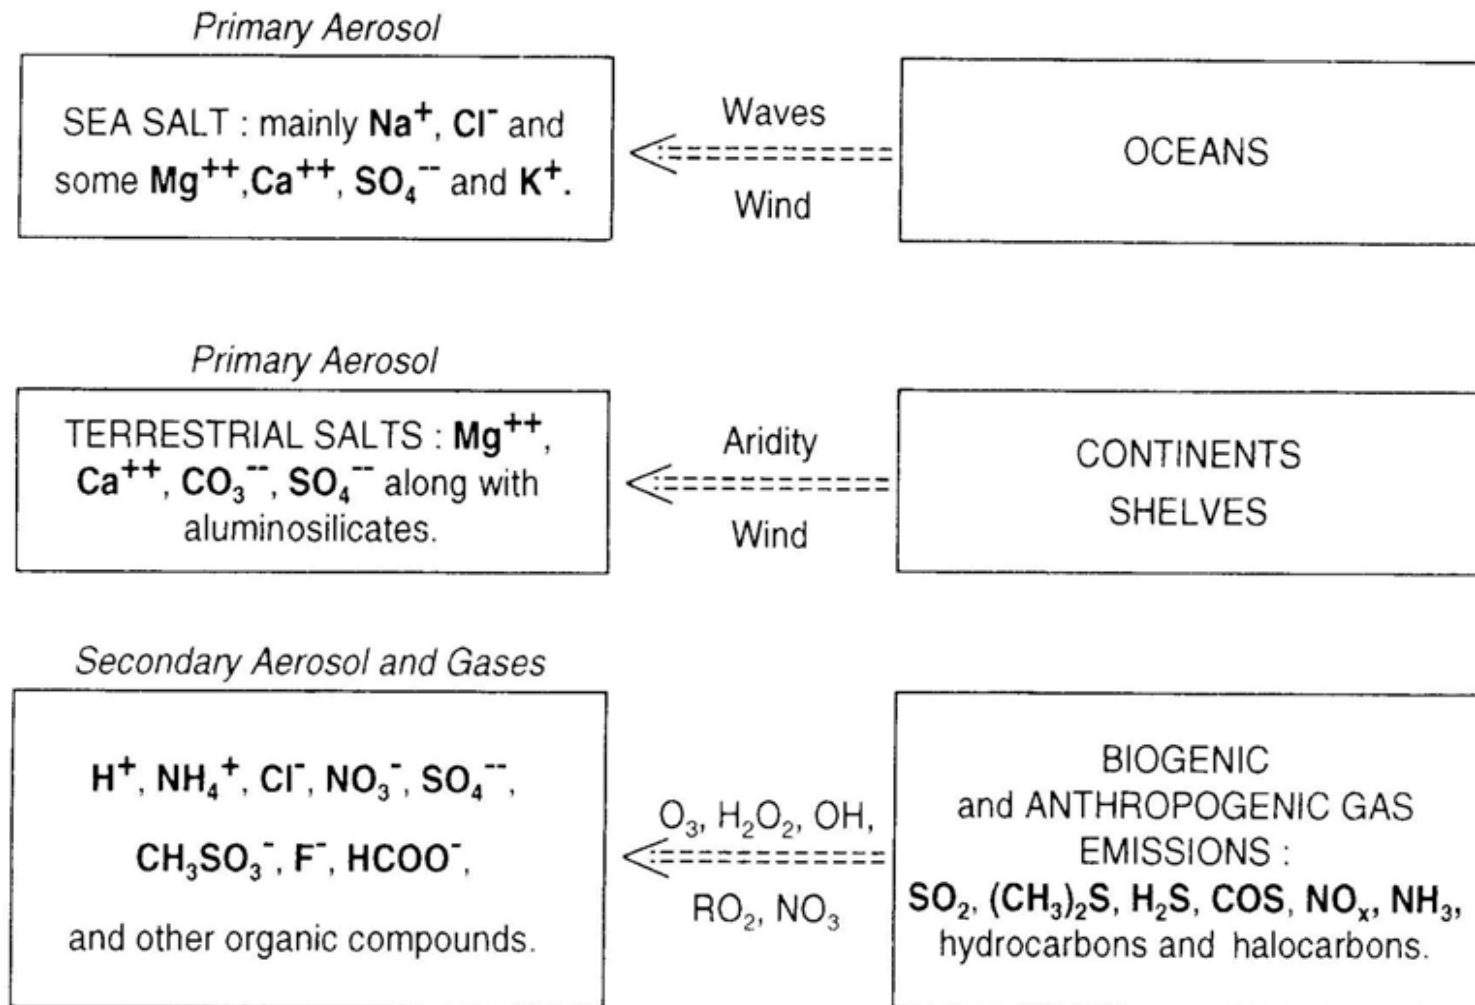 Primary Aerosol
SEA SALT : mainly Na⁺, Cl⁻ and
some Mg⁺⁺,Ca⁺⁺, SO₄⁻⁻ and K⁺.
Waves
Wind
OCEANS
Primary Aerosol
TERRESTRIAL SALTS : Mg⁺⁺,
Ca⁺⁺, CO₃⁻⁻, SO₄⁻⁻ along with
aluminosilicates.
Aridity
Wind
CONTINENTS
SHELVES
Secondary Aerosol and Gases
H⁺, NH₄⁺, Cl⁻, NO₃⁻, SO₄⁻⁻,
CH₃SO₃⁻, F⁻, HCOO⁻,
and other organic compounds.
O₃, H₂O₂, OH,
RO₂, NO₃
BIOGENIC
and ANTHROPOGENIC GAS
EMISSIONS :
SO₂, (CH₃)₂S, H₂S, COS, NOₓ, NH₃,
hydrocarbons and halocarbons.